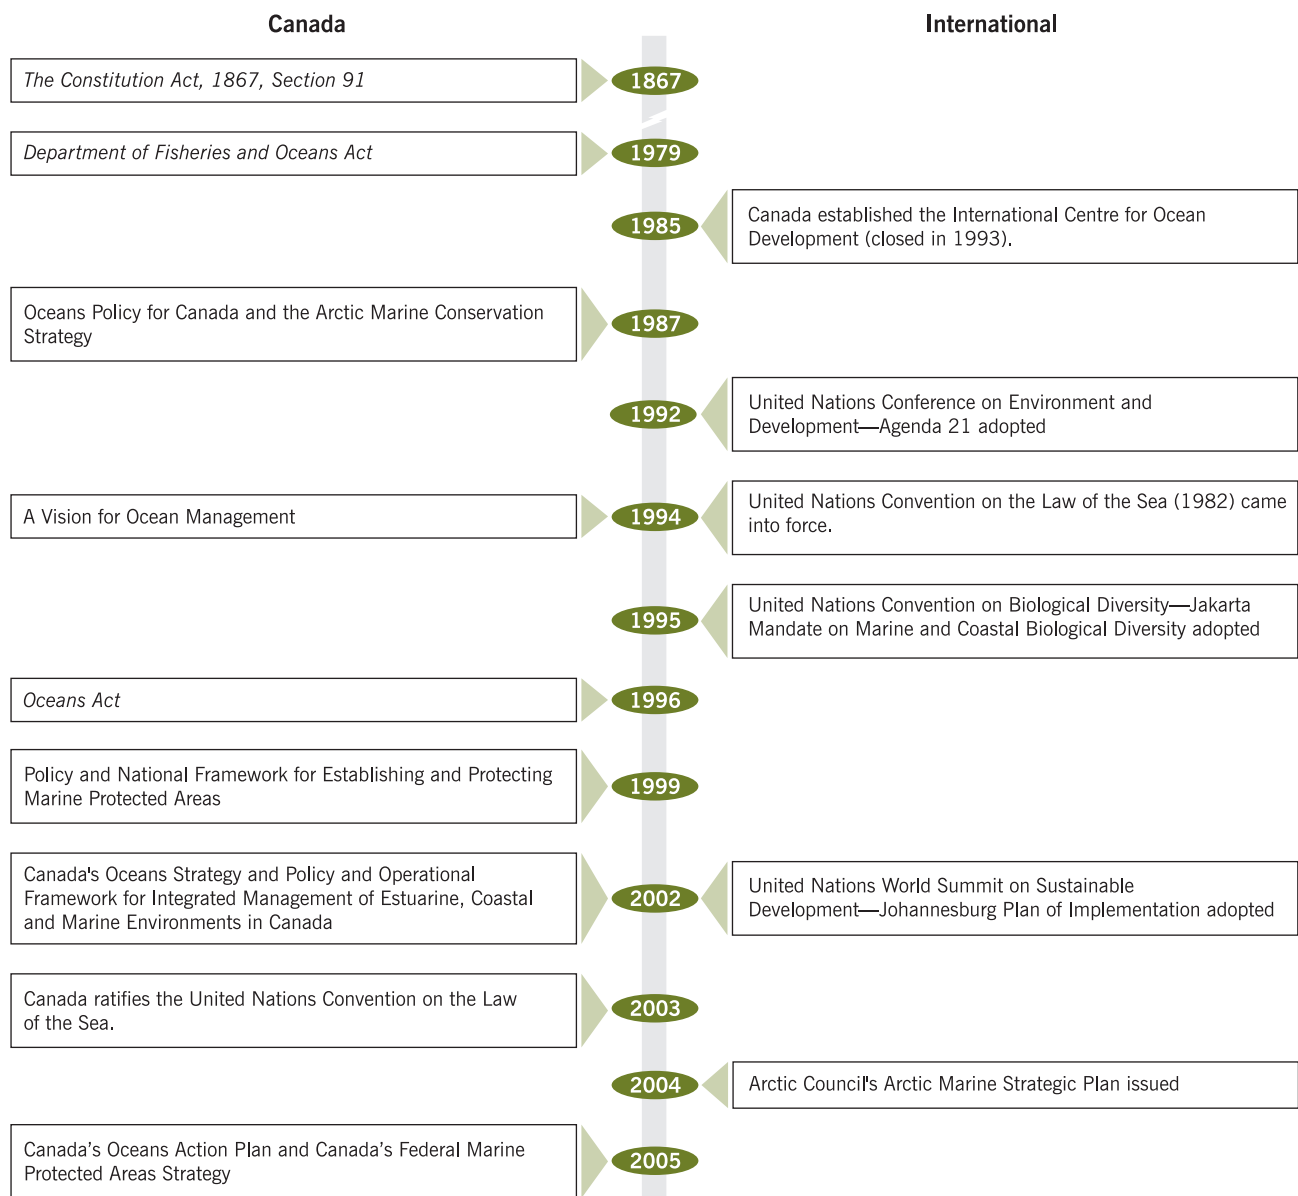 Canada
International
The Constitution Act, 1867, Section 91
1867
Department of Fisheries and Oceans Act
1979
1985
Canada established the International Centre for Ocean
Development (closed in 1993).
Oceans Policy for Canada and the Arctic Marine Conservation
Strategy
1987
1992
United Nations Conference on Environment and
Development—Agenda 21 adopted
A Vision for Ocean Management
1994
United Nations Convention on the Law of the Sea (1982) came
into force.
1995
United Nations Convention on Biological Diversity—Jakarta
Mandate on Marine and Coastal Biological Diversity adopted
Oceans Act
1996
Policy and National Framework for Establishing and Protecting
Marine Protected Areas
1999
Canada's Oceans Strategy and Policy and Operational
Framework for Integrated Management of Estuarine, Coastal
and Marine Environments in Canada
2002
United Nations World Summit on Sustainable
Development—Johannesburg Plan of Implementation adopted
Canada ratifies the United Nations Convention on the Law
of the Sea.
2003
2004
Arctic Council's Arctic Marine Strategic Plan issued
Canada’s Oceans Action Plan and Canada’s Federal Marine
Protected Areas Strategy
2005